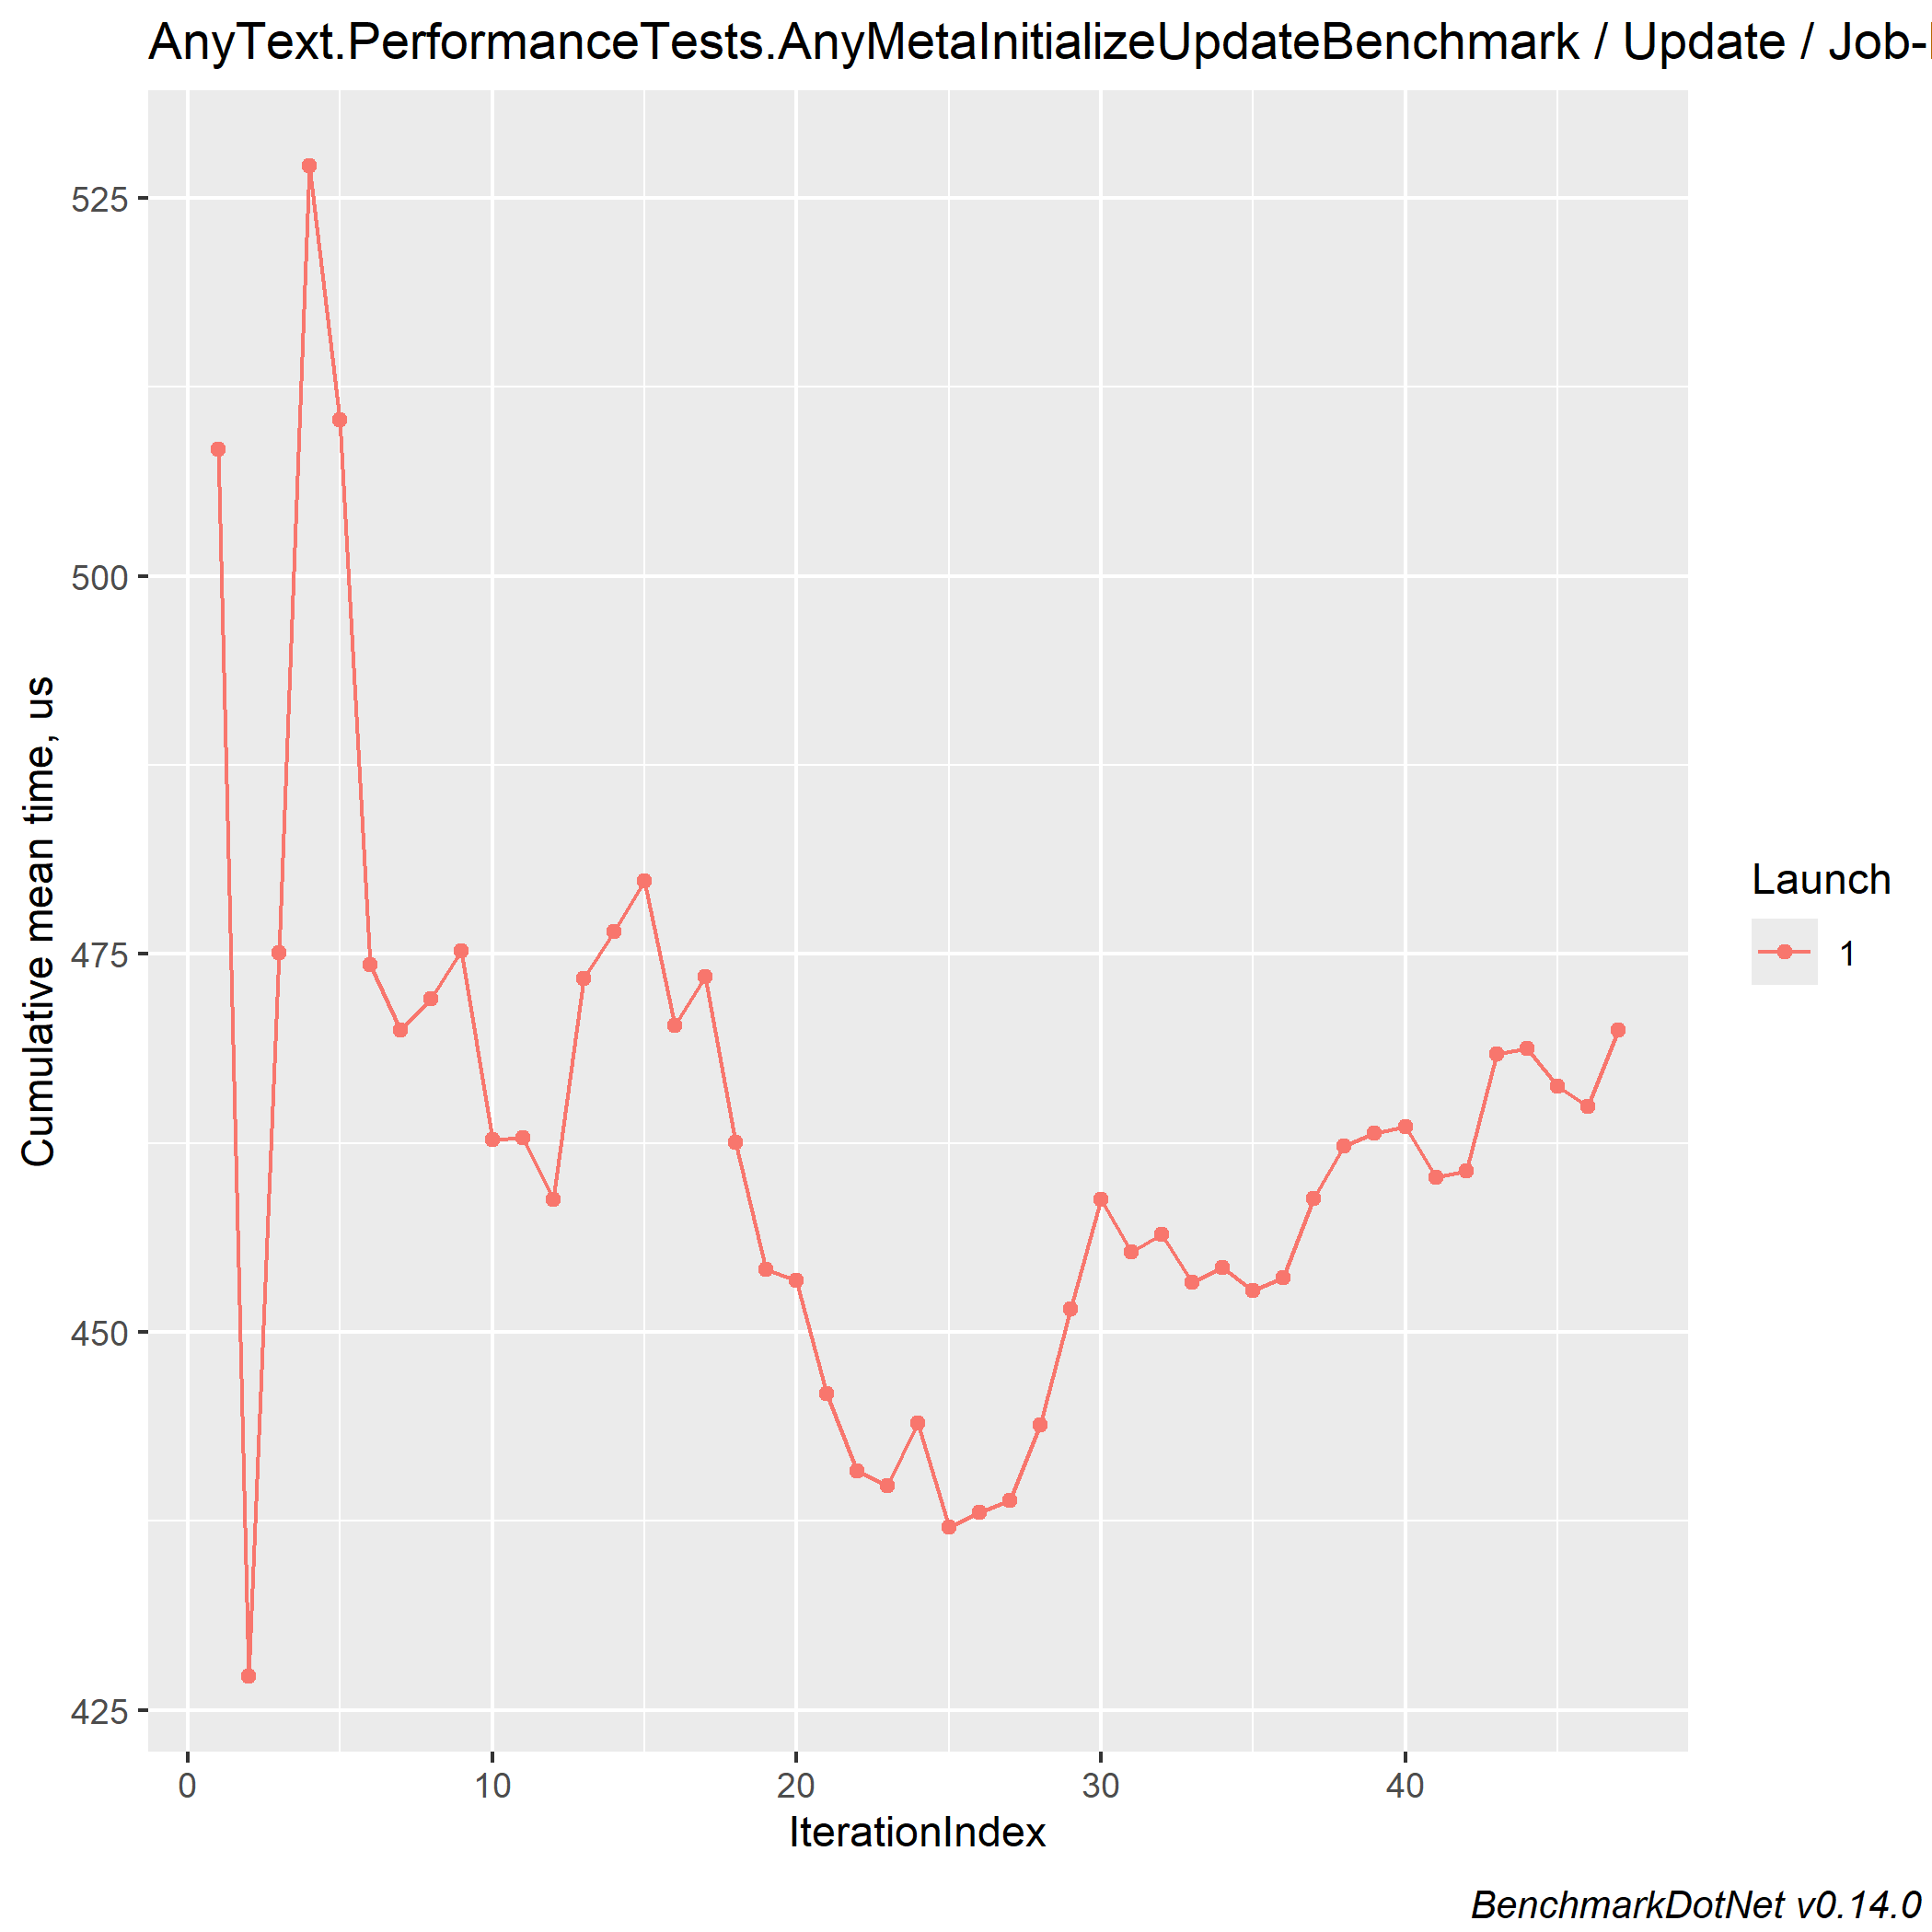 AnyText.PerformanceTests.AnyMetaInitializeUpdateBenchmark / Update / Job-
525
500
475
450
425
Cumulative mean time, us
0 10 20 30 40
IterationIndex
Launch
1
BenchmarkDotNet v0.14.0